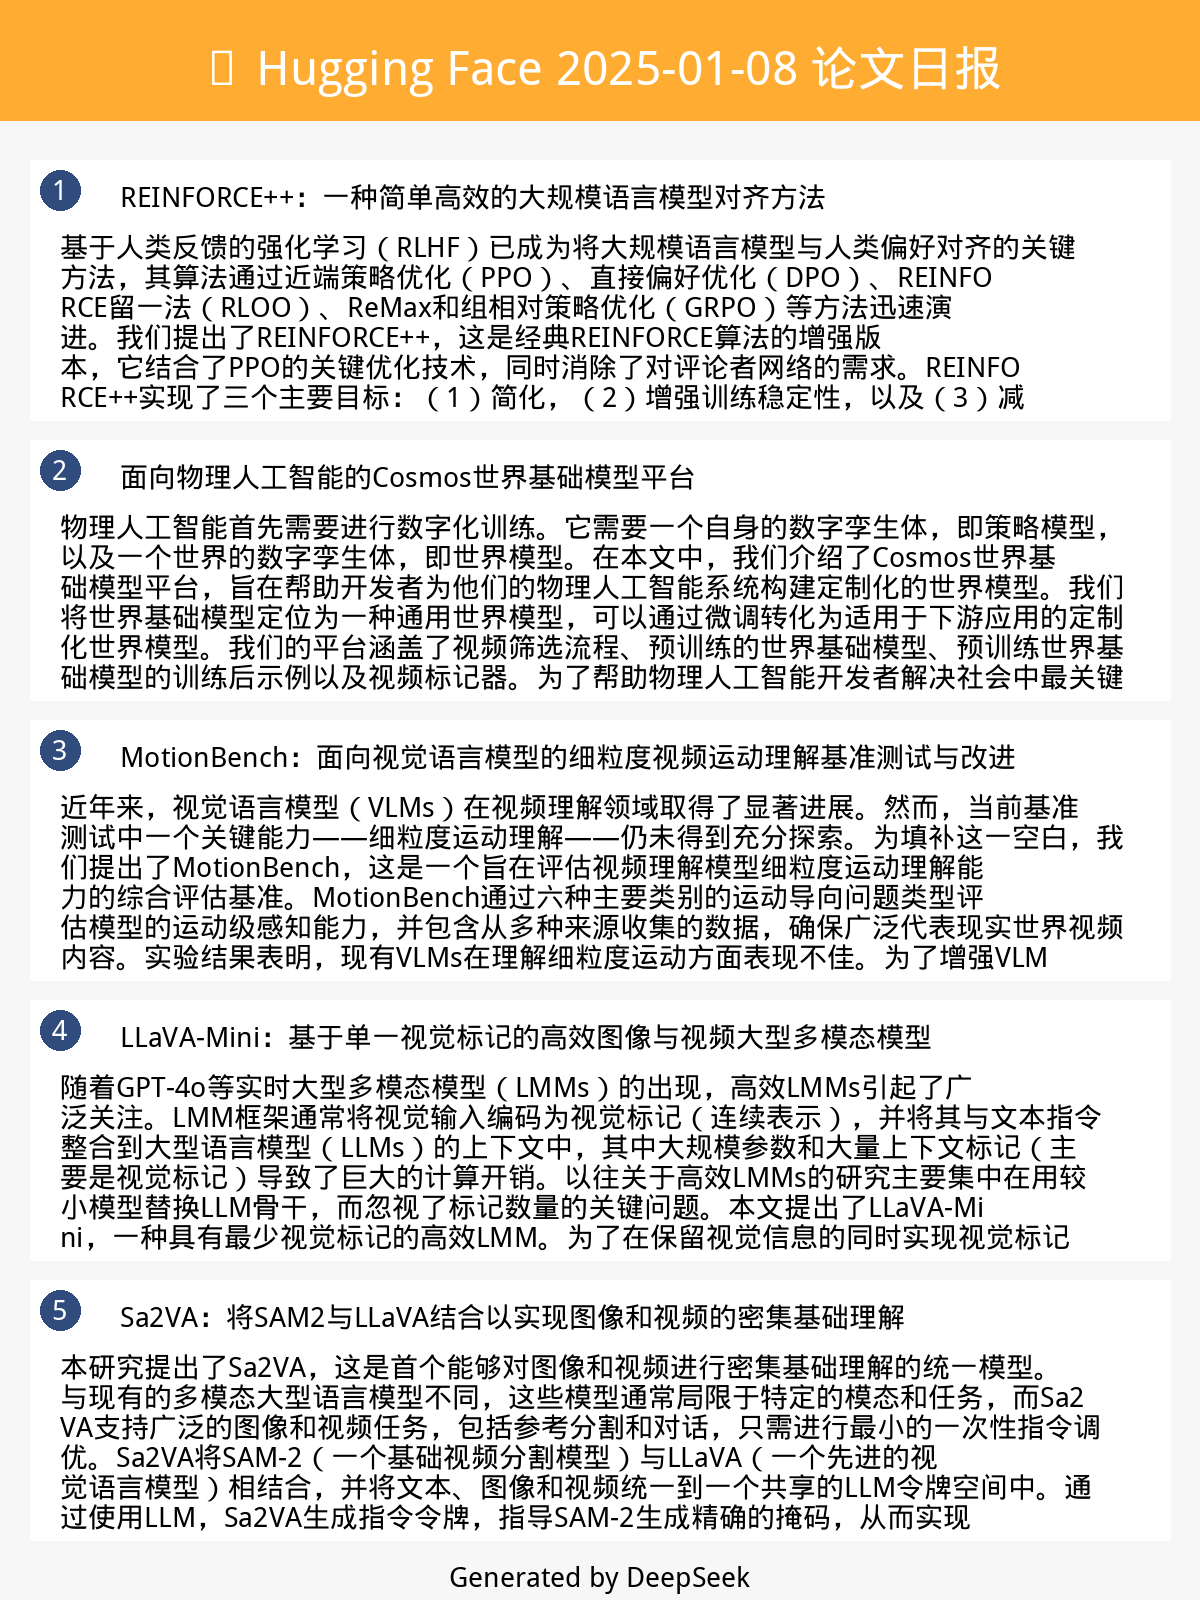 Hugging Face 2025-01-08 论文日报
1
REINFORCE++：一种简单高效的大规模语言模型对齐方法
基于人类反馈的强化学习（RLHF）已成为将大规模语言模型与人类偏好对齐的关键
方法，其算法通过近端策略优化（PPO）、直接偏好优化（DPO）、REINFO
RCE留一法（RLOO）、ReMax和组相对策略优化（GRPO）等方法迅速演
进。我们提出了REINFORCE++，这是经典REINFORCE算法的增强版
本，它结合了PPO的关键优化技术，同时消除了对评论者网络的需求。REINFO
RCE++实现了三个主要目标：（1）简化，（2）增强训练稳定性，以及（3）减
2
面向物理人工智能的Cosmos世界基础模型平台
物理人工智能首先需要进行数字化训练。它需要一个自身的数字孪生体，即策略模型，
以及一个世界的数字孪生体，即世界模型。在本文中，我们介绍了Cosmos世界基
础模型平台，旨在帮助开发者为他们的物理人工智能系统构建定制化的世界模型。我们
将世界基础模型定位为一种通用世界模型，可以通过微调转化为适用于下游应用的定制
化世界模型。我们的平台涵盖了视频筛选流程、预训练的世界基础模型、预训练世界基
础模型的训练后示例以及视频标记器。为了帮助物理人工智能开发者解决社会中最关键
3
MotionBench：面向视觉语言模型的细粒度视频运动理解基准测试与改进
近年来，视觉语言模型（VLMs）在视频理解领域取得了显著进展。然而，当前基准
测试中一个关键能力——细粒度运动理解——仍未得到充分探索。为填补这一空白，我
们提出了MotionBench，这是一个旨在评估视频理解模型细粒度运动理解能
力的综合评估基准。MotionBench通过六种主要类别的运动导向问题类型评
估模型的运动级感知能力，并包含从多种来源收集的数据，确保广泛代表现实世界视频
内容。实验结果表明，现有VLMs在理解细粒度运动方面表现不佳。为了增强VLM
4
LLaVA-Mini：基于单一视觉标记的高效图像与视频大型多模态模型
随着GPT-4o等实时大型多模态模型（LMMs）的出现，高效LMMs引起了广
泛关注。LMM框架通常将视觉输入编码为视觉标记（连续表示），并将其与文本指令
整合到大型语言模型（LLMs）的上下文中，其中大规模参数和大量上下文标记（主
要是视觉标记）导致了巨大的计算开销。以往关于高效LMMs的研究主要集中在用较
小模型替换LLM骨干，而忽视了标记数量的关键问题。本文提出了LLaVA-Mi
ni，一种具有最少视觉标记的高效LMM。为了在保留视觉信息的同时实现视觉标记
5
Sa2VA：将SAM2与LLaVA结合以实现图像和视频的密集基础理解
本研究提出了Sa2VA，这是首个能够对图像和视频进行密集基础理解的统一模型。
与现有的多模态大型语言模型不同，这些模型通常局限于特定的模态和任务，而Sa2
VA支持广泛的图像和视频任务，包括参考分割和对话，只需进行最小的一次性指令调
优。Sa2VA将SAM-2（一个基础视频分割模型）与LLaVA（一个先进的视
觉语言模型）相结合，并将文本、图像和视频统一到一个共享的LLM令牌空间中。通
过使用LLM，Sa2VA生成指令令牌，指导SAM-2生成精确的掩码，从而实现
Generated by DeepSeek